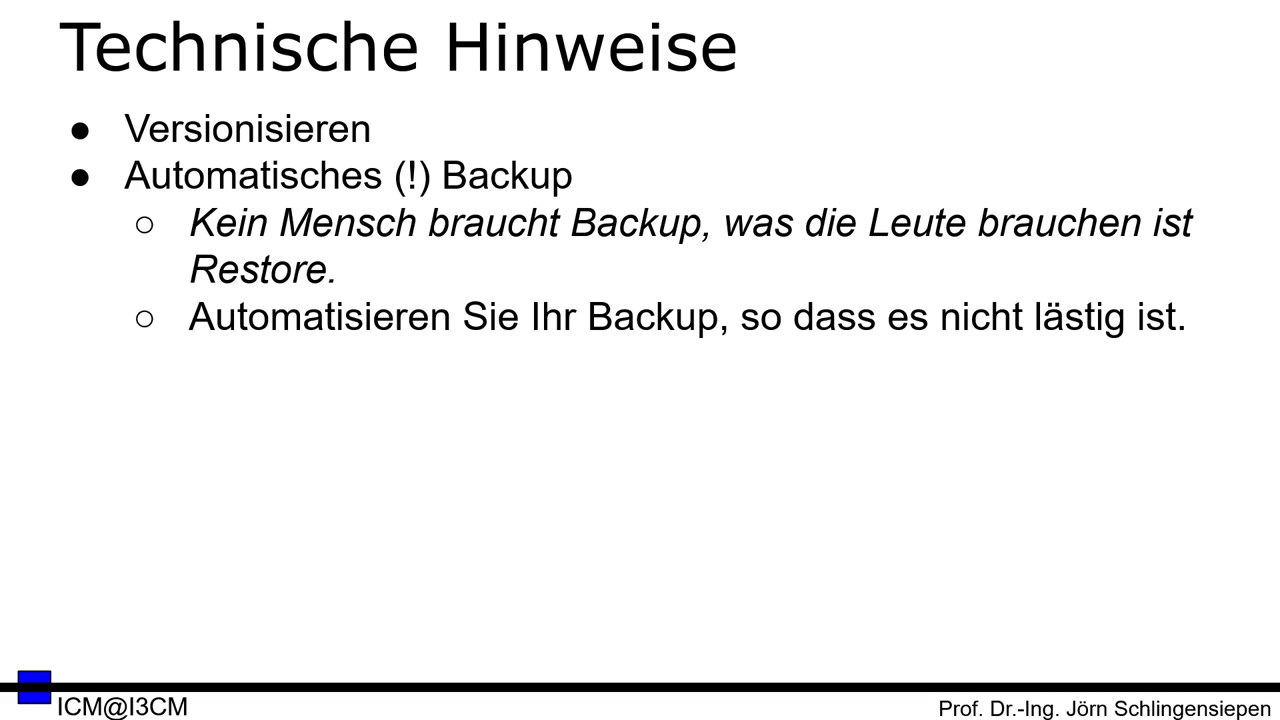 Technische Hinweise
● Versionisieren
● Automatisches (!) Backup
○ Kein Mensch braucht Backup, was die Leute brauchen ist
Restore.
○ Automatisieren Sie Ihr Backup, so dass es nicht lästig ist.
ICM@I3CM
Prof. Dr.-Ing. Jörn Schlingensiepen